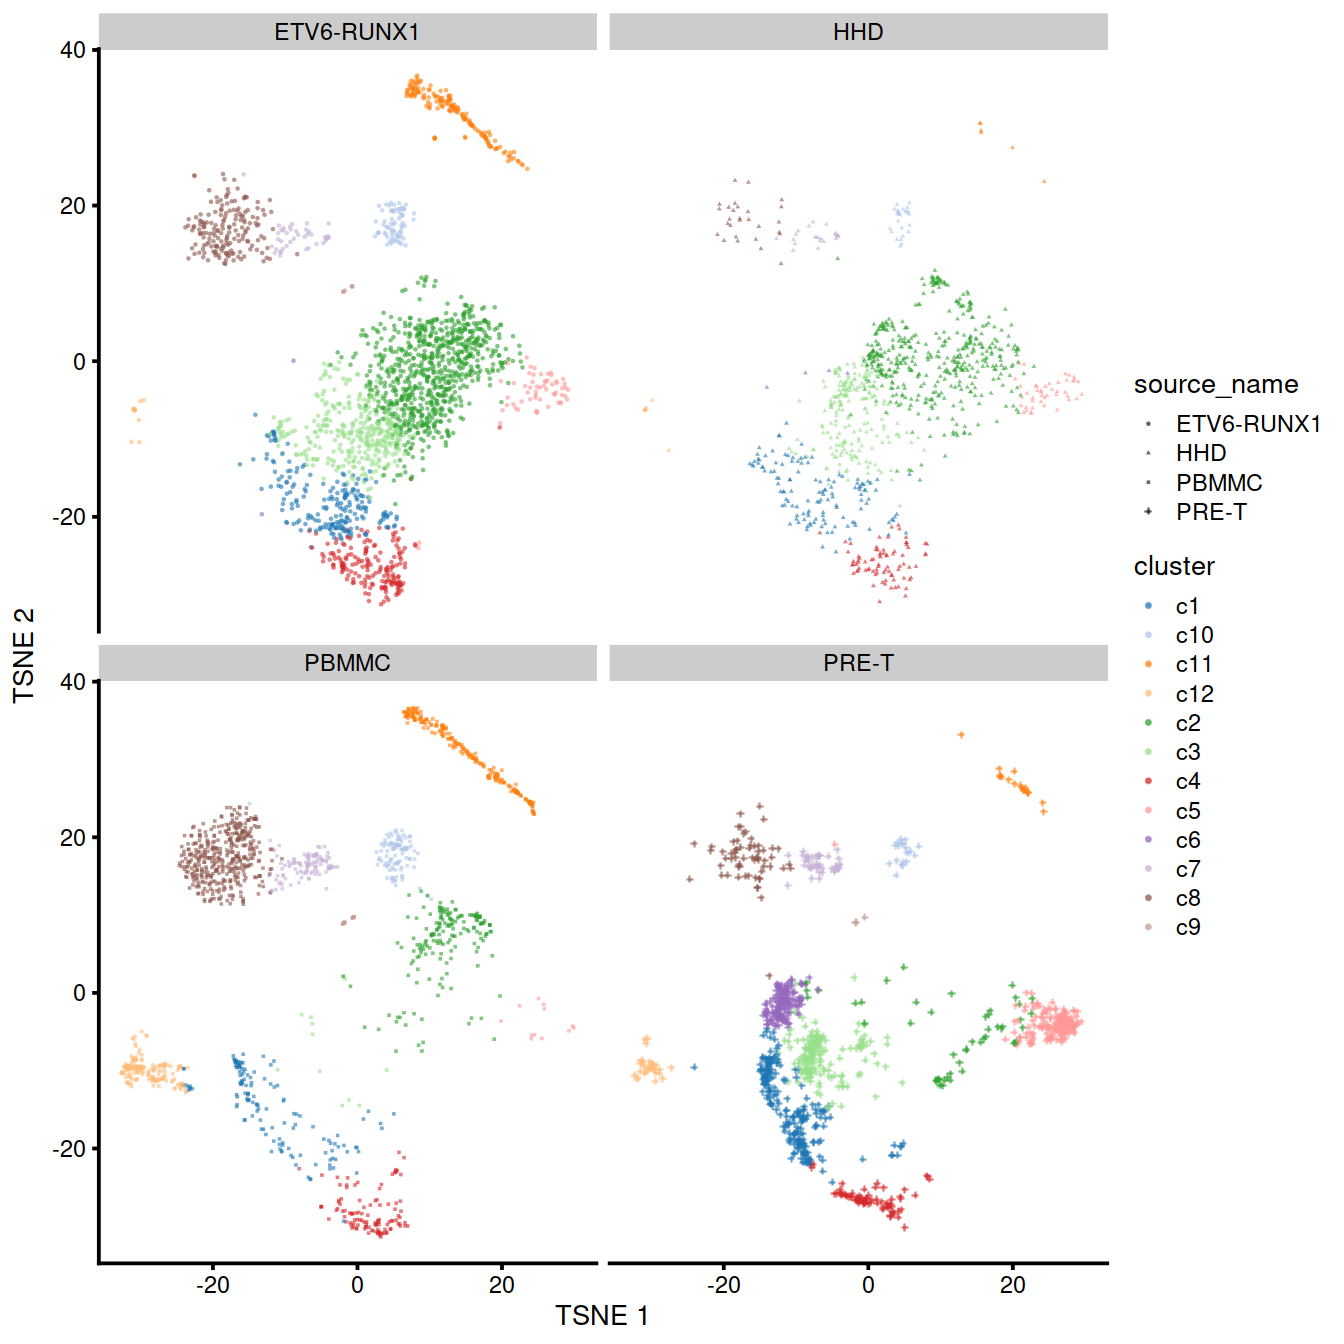 ETV6-RUNX1
HHD
40
20
0
-20
PBMMC
PRE-T
40
20
0
-20
-20
0
20
-20
0
20
TSNE 1
TSNE 2
source_name
ETV6-RUNX1
HHD
PBMMC
PRE-T
cluster
c1
c10
c11
c12
c2
c3
c4
c5
c6
c7
c8
c9